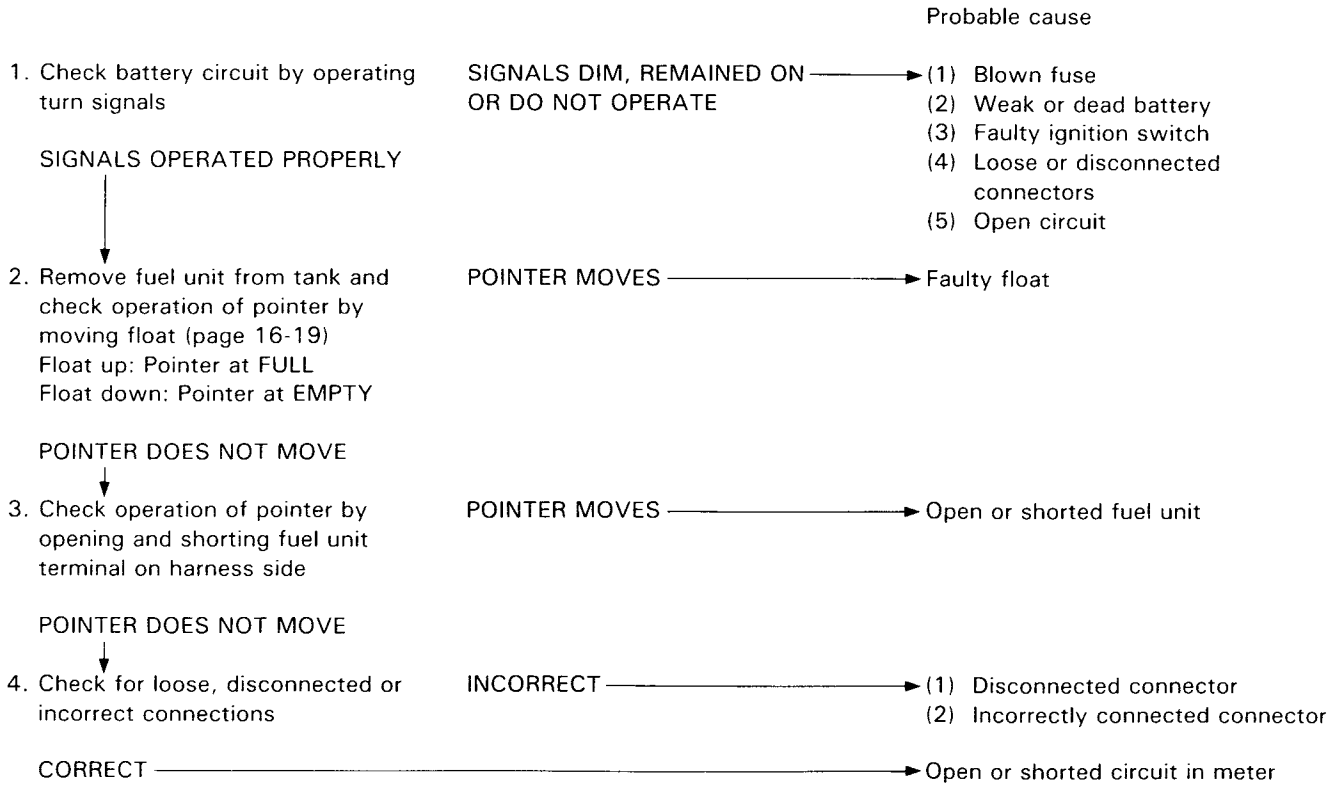 Probable cause
1. Check battery circuit by operating
turn signals
SIGNALS DIM, REMAINED ON
OR DO NOT OPERATE
(1) Blown fuse
(2) Weak or dead battery
(3) Faulty ignition switch
(4) Loose or disconnected
connectors
(5) Open circuit
SIGNALS OPERATED PROPERLY
2. Remove fuel unit from tank and
check operation of pointer by
moving float (page 16-19)
Float up: Pointer at FULL
Float down: Pointer at EMPTY
POINTER MOVES
Faulty float
POINTER DOES NOT MOVE
3. Check operation of pointer by
opening and shorting fuel unit
terminal on harness side
POINTER MOVES
Open or shorted fuel unit
POINTER DOES NOT MOVE
4. Check for loose, disconnected or
incorrect connections
INCORRECT
(1) Disconnected connector
(2) Incorrectly connected connector
CORRECT
Open or shorted circuit in meter